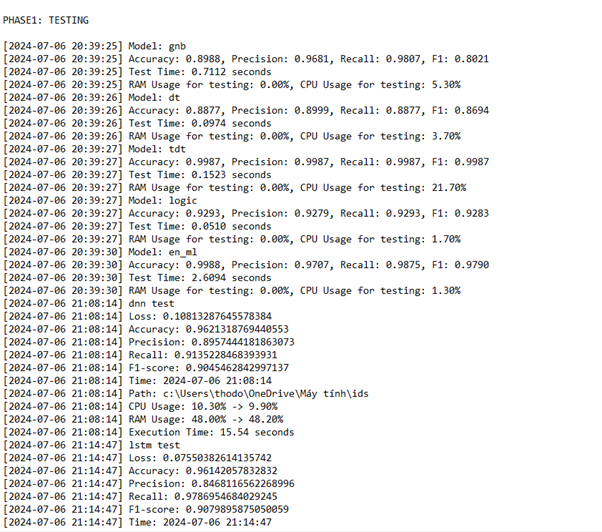 PHASE1: TESTING
[2024-07-06 20:39:25] Model: gnb
[2024-07-06 20:39:25] Accuracy: 0.8988, Precision: 0.9681, Recall: 0.9807, F1: 0.8021
[2024-07-06 20:39:25] Test Time: 0.7112 seconds
[2024-07-06 20:39:25] RAM Usage for testing: 0.00%, CPU Usage for testing: 5.30%
[2024-07-06 20:39:26] Model: dt
[2024-07-06 20:39:26] Accuracy: 0.8877, Precision: 0.8999, Recall: 0.8877, F1: 0.8694
[2024-07-06 20:39:26] Test Time: 0.0974 seconds
[2024-07-06 20:39:26] RAM Usage for testing: 0.00%, CPU Usage for testing: 3.70%
[2024-07-06 20:39:27] Model: tdt
[2024-07-06 20:39:27] Accuracy: 0.9987, Precision: 0.9987, Recall: 0.9987, F1: 0.9987
[2024-07-06 20:39:27] Test Time: 0.1523 seconds
[2024-07-06 20:39:27] RAM Usage for testing: 0.00%, CPU Usage for testing: 21.70%
[2024-07-06 20:39:27] Model: logic
[2024-07-06 20:39:27] Accuracy: 0.9293, Precision: 0.9279, Recall: 0.9293, F1: 0.9283
[2024-07-06 20:39:27] Test Time: 0.0510 seconds
[2024-07-06 20:39:27] RAM Usage for testing: 0.00%, CPU Usage for testing: 1.70%
[2024-07-06 20:39:30] Model: en_ml
[2024-07-06 20:39:30] Accuracy: 0.9988, Precision: 0.9707, Recall: 0.9875, F1: 0.9790
[2024-07-06 20:39:30] Test Time: 2.6094 seconds
[2024-07-06 20:39:30] RAM Usage for testing: 0.00%, CPU Usage for testing: 1.30%
[2024-07-06 21:08:14] dnn test
[2024-07-06 21:08:14] Loss: 0.10813287645578384
[2024-07-06 21:08:14] Accuracy: 0.9621318769440553
[2024-07-06 21:08:14] Precision: 0.8957444181863073
[2024-07-06 21:08:14] Recall: 0.9135228468393931
[2024-07-06 21:08:14] F1-score: 0.9045462842997137
[2024-07-06 21:08:14] Time: 2024-07-06 21:08:14
[2024-07-06 21:08:14] Path: c:\Users\thodo\OneDrive\Máy tính\ids
[2024-07-06 21:08:14] CPU Usage: 10.30% -> 9.90%
[2024-07-06 21:08:14] RAM Usage: 48.00% -> 48.20%
[2024-07-06 21:08:14] Execution Time: 15.54 seconds
[2024-07-06 21:14:47] lstm test
[2024-07-06 21:14:47] Loss: 0.07550382614135742
[2024-07-06 21:14:47] Accuracy: 0.96142057832832
[2024-07-06 21:14:47] Precision: 0.8468116562268996
[2024-07-06 21:14:47] Recall: 0.9786954684029245
[2024-07-06 21:14:47] F1-score: 0.9079895875050059
[2024-07-06 21:14:47] Time: 2024-07-06 21:14:47